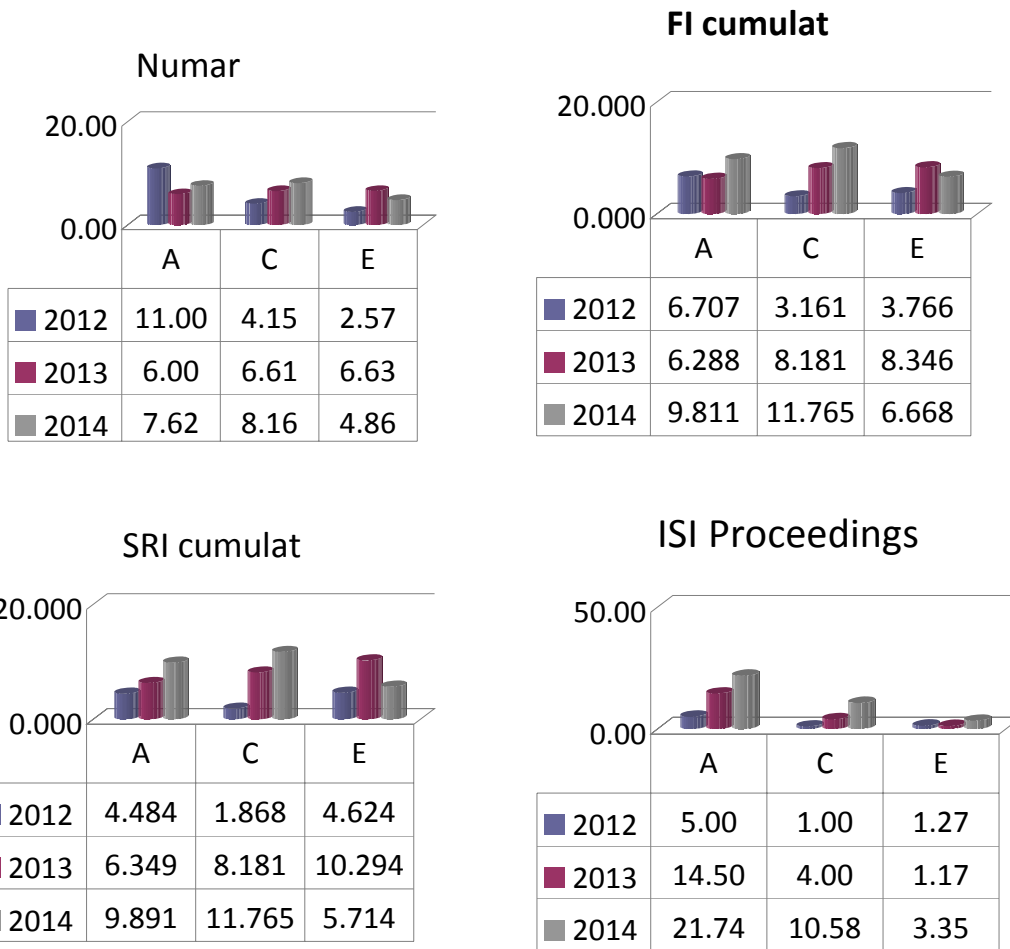 Numar
20.00
0.00
A C E
2012 11.00 4.15 2.57
2013 6.00 6.61 6.63
2014 7.62 8.16 4.86
FI cumulat
20.000
0.000
A C E
2012 6.707 3.161 3.766
2013 6.288 8.181 8.346
2014 9.811 11.765 6.668
SRI cumulat
20.000
0.000
A C E
2012 4.484 1.868 4.624
2013 6.349 8.181 10.294
2014 9.891 11.765 5.714
ISI Proceedings
50.00
0.00
A C E
2012 5.00 1.00 1.27
2013 14.50 4.00 1.17
2014 21.74 10.58 3.35